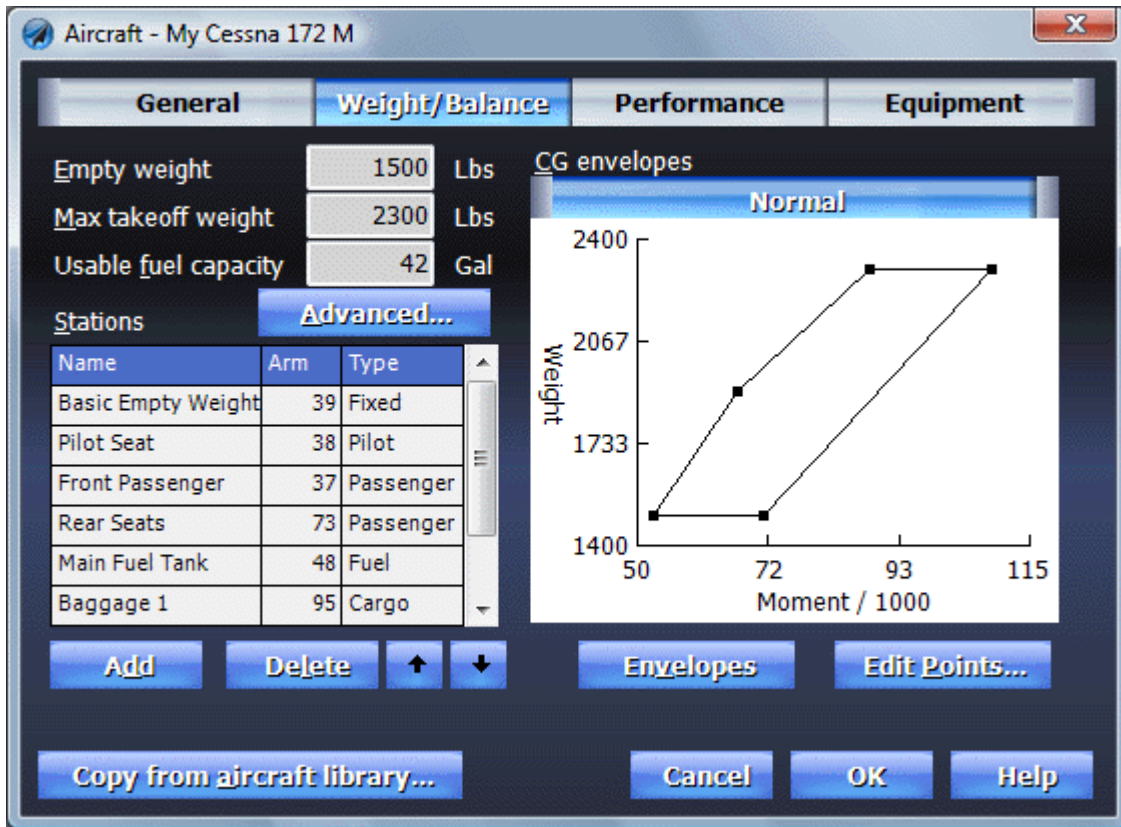 Aircraft - My Cessna 172 M
General Weight/Balance Performance Equipment
Empty weight 1500 Lbs
Max takeoff weight 2300 Lbs
Usable fuel capacity 42 Gal
Advanced...
Stations
Name Arm Type
Basic Empty Weight 39 Fixed
Pilot Seat 38 Pilot
Front Passenger 37 Passenger
Rear Seats 73 Passenger
Main Fuel Tank 48 Fuel
Baggage 1 95 Cargo
Add Delete
CG envelopes
Normal
2400
2067
1733
1400
Weight
50 72 93 115
Moment / 1000
Envelopes Edit Points...
Copy from aircraft library... Cancel OK Help